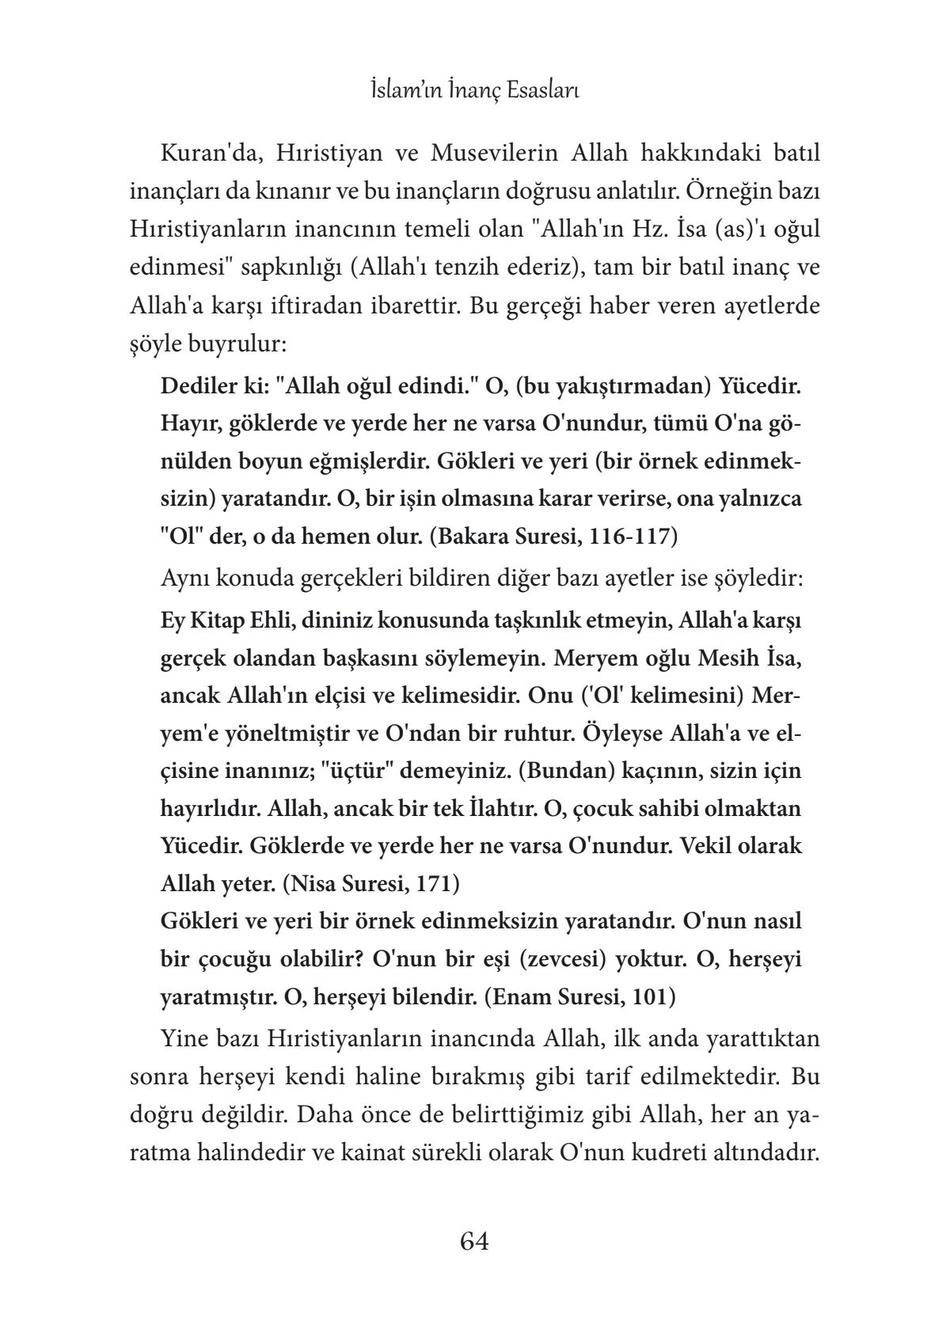 İslam'ın İnanç Esasları
Kuran'da, Hıristiyan ve Musevilerin Allah hakkındaki batıl
inançları da kınanır ve bu inançların doğrusu anlatılır. Örneğin bazı
Hıristiyanların inancının temeli olan "Allah'ın Hz. İsa (as)'ı oğul
edinmesi" sapkınlığı (Allah'ı tenzih ederiz), tam bir batıl inanç ve
Allah'a karşı iftiradan ibarettir. Bu gerçeği haber veren ayetlerde
şöyle buyrulur:
Dediler ki: "Allah oğul edindi." O, (bu yakıştırmadan) Yücedir.
Hayır, göklerde ve yerde her ne varsa O'nundur, tümü O'na gö-
nülden boyun eğmişlerdir. Gökleri ve yeri (bir örnek edinmek-
sizin) yaratandır. O, bir işin olmasına karar verirse, ona yalnızca
"Ol" der, o da hemen olur. (Bakara Suresi, 116-117)
Aynı konuda gerçekleri bildiren diğer bazı ayetler ise şöyledir:
Ey Kitap Ehli, dininiz konusunda taşkınlık etmeyin, Allah'a karşı
gerçek olandan başkasını söylemeyin. Meryem oğlu Mesih İsa,
ancak Allah'ın elçisi ve kelimesidir. Onu ('Ol' kelimesini) Mer-
yem'e yöneltmiştir ve O'ndan bir ruhtur. Öyleyse Allah'a ve el-
çisine inanınız; "üçtür" demeyiniz. (Bundan) kaçının, sizin için
hayırlıdır. Allah, ancak bir tek İlahtır. O, çocuk sahibi olmaktan
Yücedir. Göklerde ve yerde her ne varsa O'nundur. Vekil olarak
Allah yeter. (Nisa Suresi, 171)
Gökleri ve yeri bir örnek edinmeksizin yaratandır. O'nun nasıl
bir çocuğu olabilir? O'nun bir eşi (zevcesi) yoktur. O, herşeyi
yaratmıştır. O, herşeyi bilendir. (Enam Suresi, 101)
Yine bazı Hıristiyanların inancında Allah, ilk anda yarattıktan
sonra herşeyi kendi haline bırakmış gibi tarif edilmektedir. Bu
doğru değildir. Daha önce de belirttiğimiz gibi Allah, her an ya-
ratma halindedir ve kainat sürekli olarak O'nun kudreti altındadır.
64